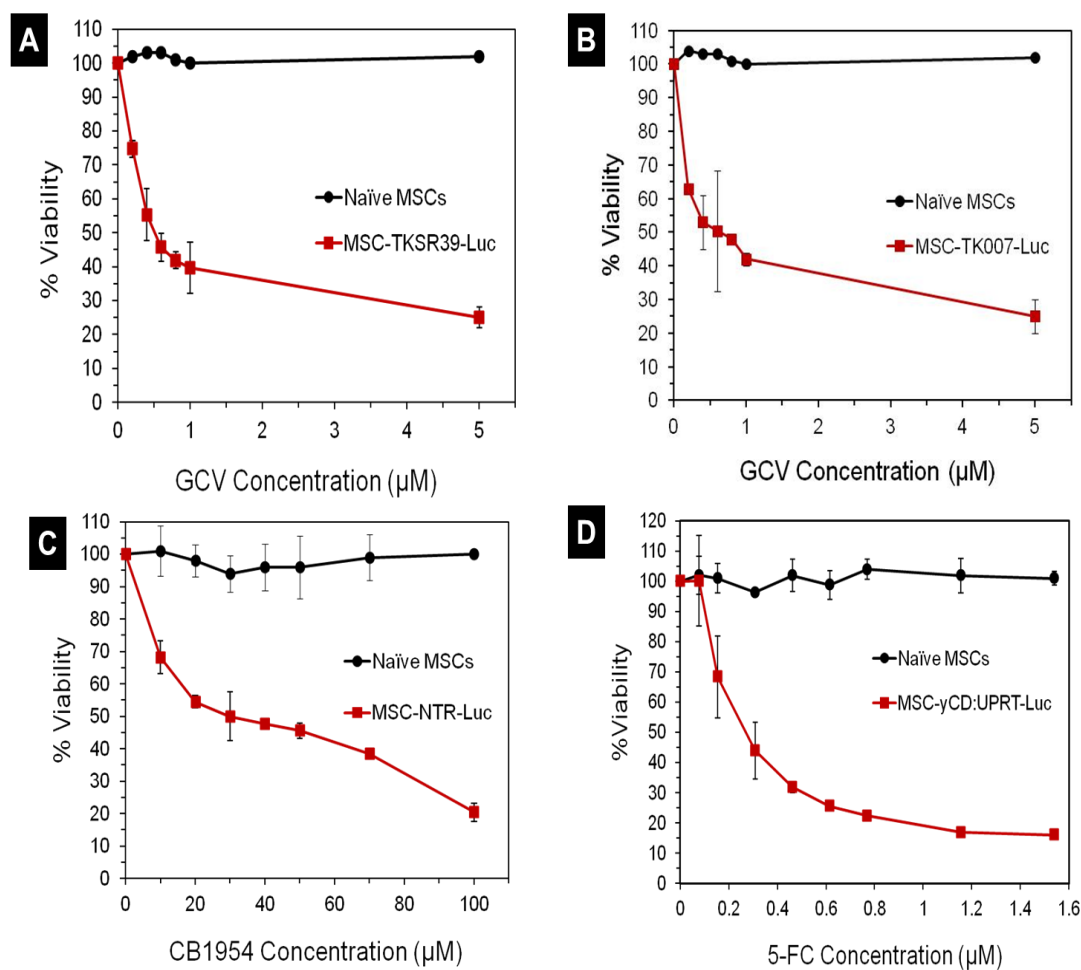 A
% Viability
110
100
90
80
70
60
50
40
30
20
10
0
Naïve MSCs
MSC-TKSR39-Luc
0 1 2 3 4 5
GCV Concentration (µM)
B
% Viability
110
100
90
80
70
60
50
40
30
20
10
0
Naïve MSCs
MSC-TK007-Luc
0 1 2 3 4 5
GCV Concentration (µM)
C
% Viability
110
100
90
80
70
60
50
40
30
20
10
0
Naïve MSCs
MSC-NTR-Luc
0 20 40 60 80 100
CB1954 Concentration (µM)
D
%Viability
120
110
100
90
80
70
60
50
40
30
20
10
0
Naïve MSCs
MSC-yCD:UPRT-Luc
0 0.2 0.4 0.6 0.8 1 1.2 1.4 1.6
5-FC Concentration (µM)